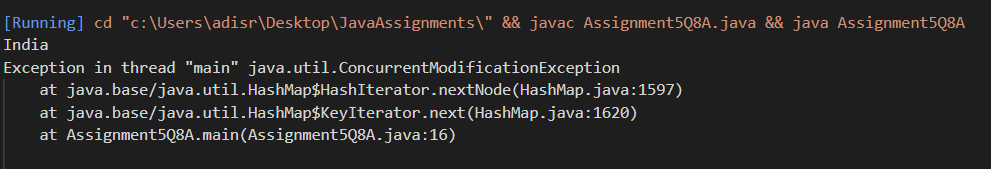 [Running] cd "c:\Users\adisr\Desktop\JavaAssignments\" && javac Assignment5Q8A.java && java Assignment5Q8A
India
Exception in thread "main" java.util.ConcurrentModificationException
    at java.base/java.util.HashMap$HashIterator.nextNode(HashMap.java:1597)
    at java.base/java.util.HashMap$KeyIterator.next(HashMap.java:1620)
    at Assignment5Q8A.main(Assignment5Q8A.java:16)